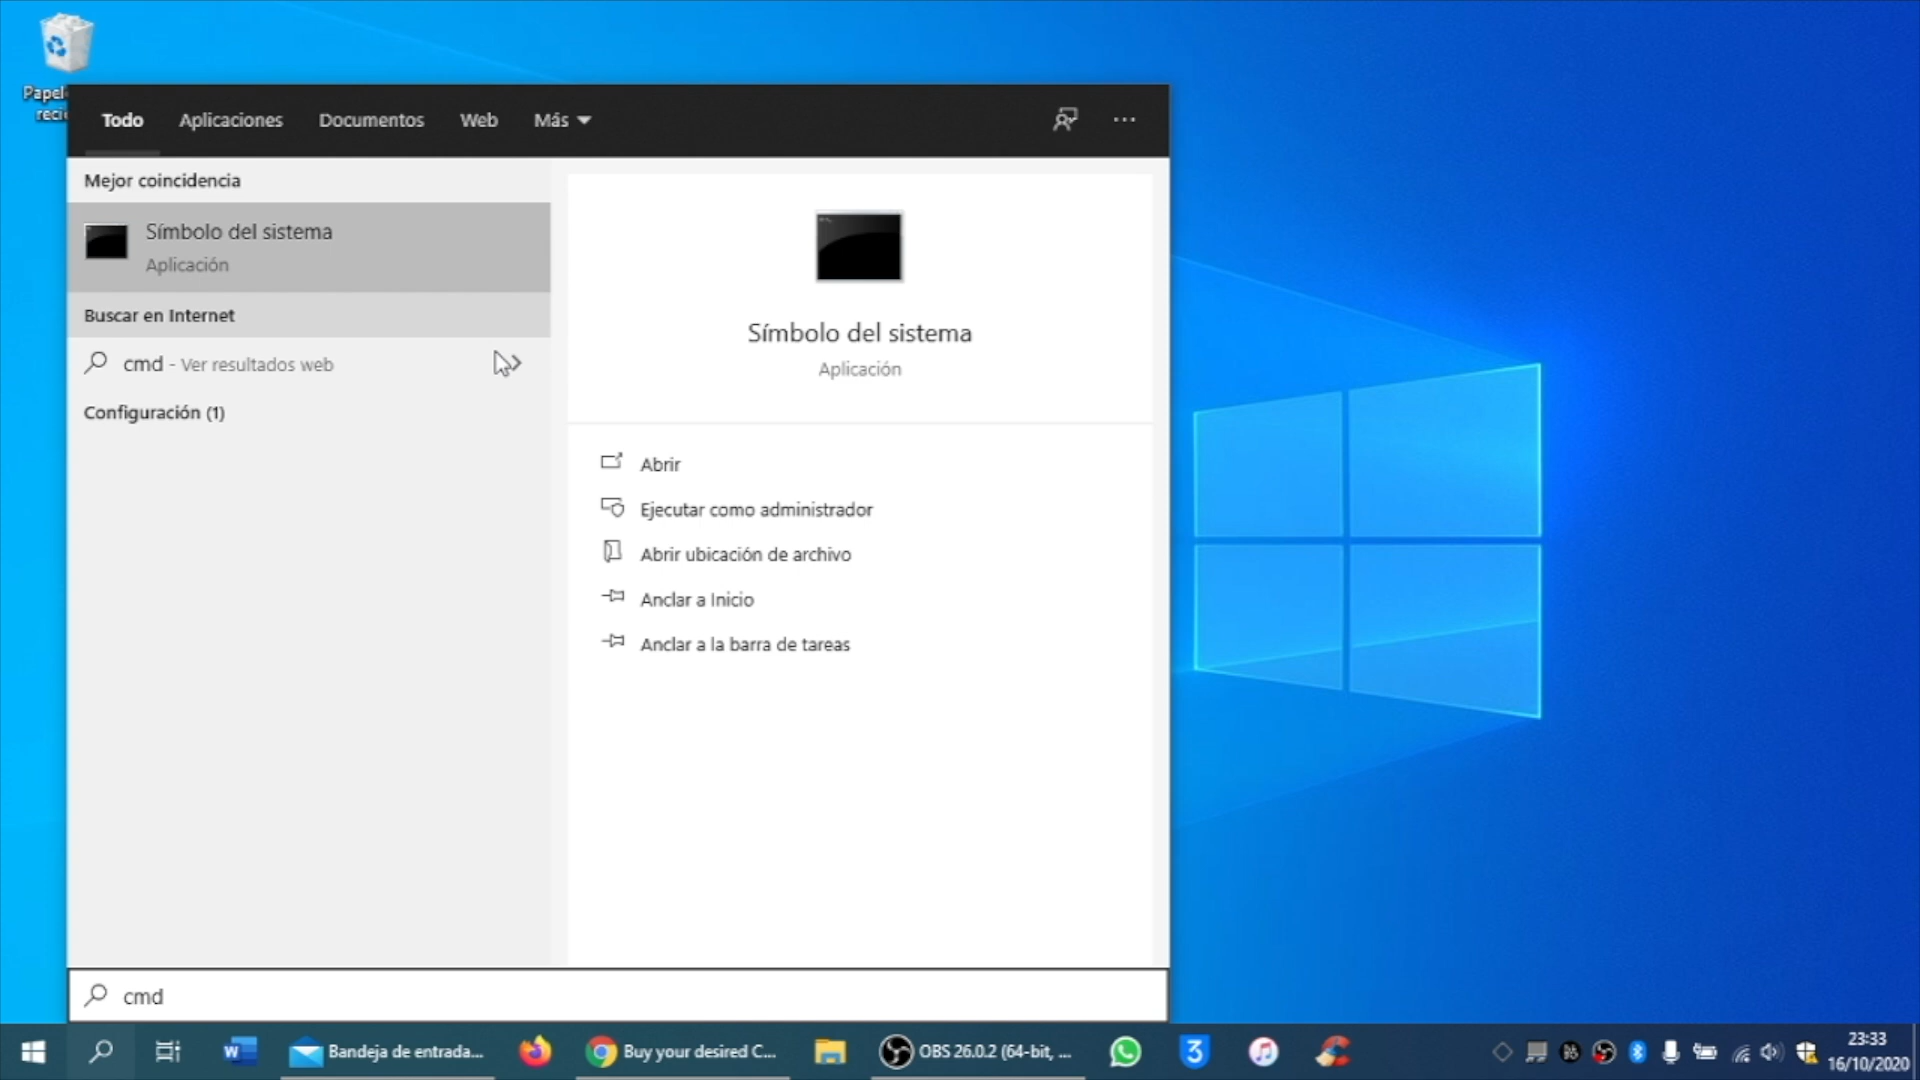 Papel
reci
Todo
Aplicaciones
Documentos
Web
Más
Mejor coincidencia
Símbolo del sistema
Aplicación
Buscar en Internet
cmd - Ver resultados web
Configuración (1)
Símbolo del sistema
Aplicación
Abrir
Ejecutar como administrador
Abrir ubicación de archivo
Anclar a Inicio
Anclar a la barra de tareas
cmd
Bandeja de entrada...
Buy your desired C...
OBS 26.0.2 (64-bit, ...
23:33
16/10/2020